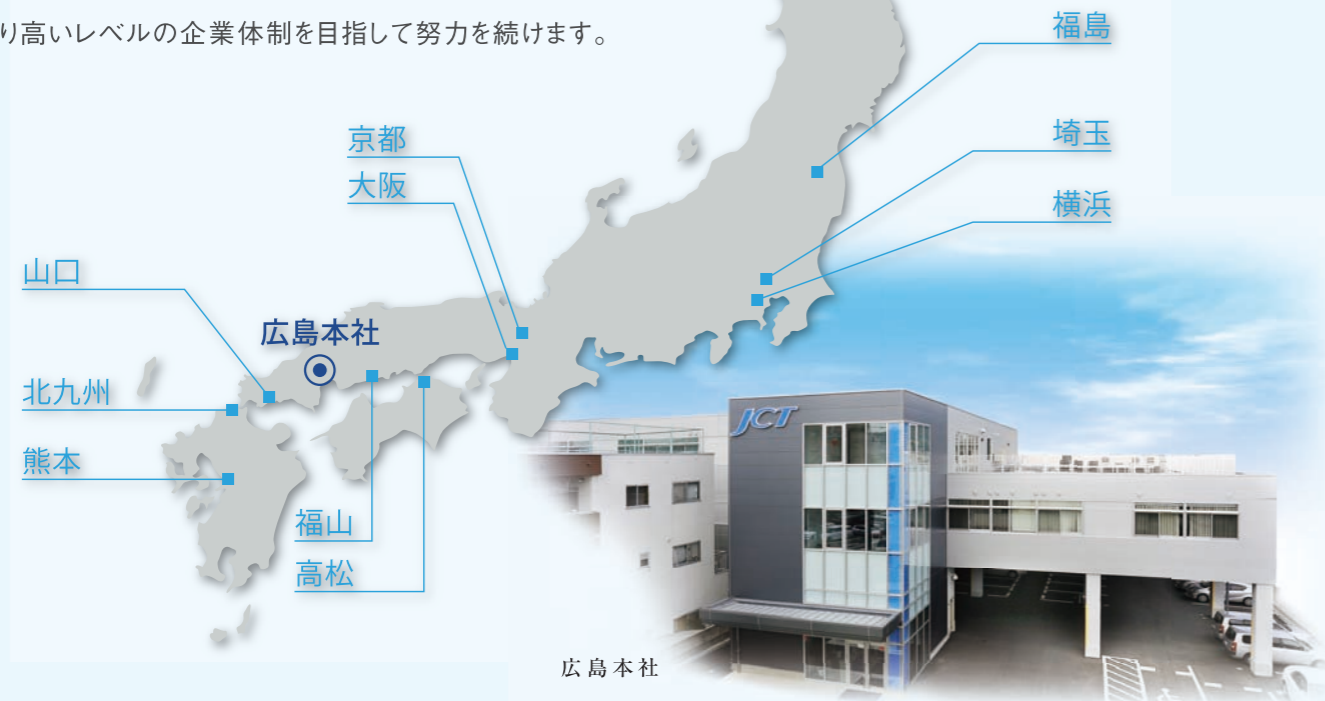 り高いレベルの企業体制を目指して努力を続けます。
福島
埼玉
横浜
京都
大阪
山口
広島本社
北九州
熊本
福山
高松
JCT
広島本社